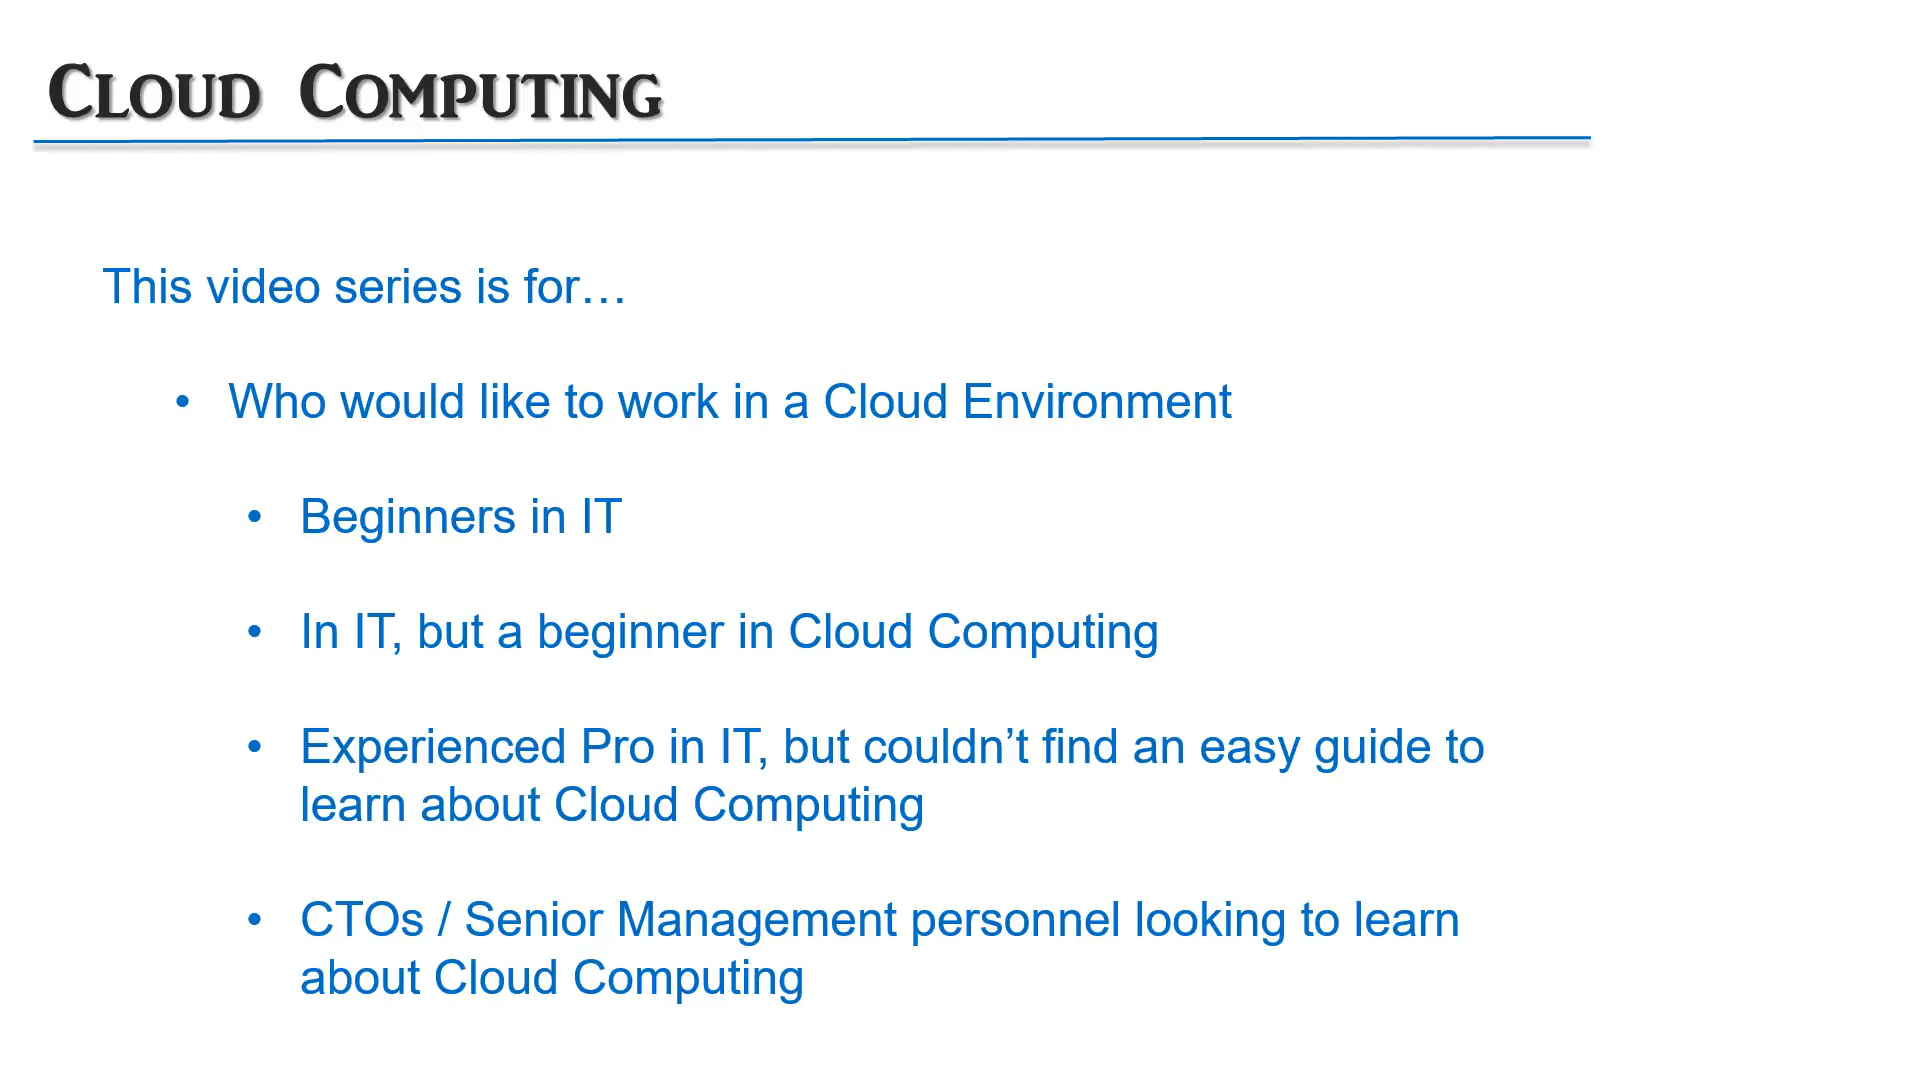 Cloud Computing
This video series is for…
• Who would like to work in a Cloud Environment
• Beginners in IT
• In IT, but a beginner in Cloud Computing
• Experienced Pro in IT, but couldn’t find an easy guide to
learn about Cloud Computing
• CTOs / Senior Management personnel looking to learn
about Cloud Computing